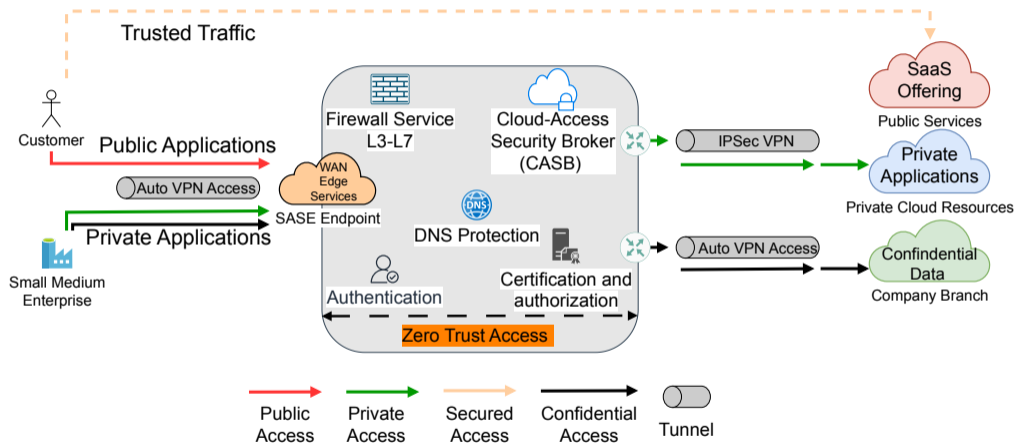 Trusted Traffic
SaaS
Offering
Public Services
Customer
Public Applications
Auto VPN Access
Private Applications
Small Medium
Enterprise
WAN
Edge
Services
SASE Endpoint
Firewall Service
L3-L7
Cloud-Access
Security Broker
(CASB)
DNS
DNS Protection
Authentication
Certification and
authorization
Zero Trust Access
IPSec VPN
Private
Applications
Private Cloud Resources
Auto VPN Access
Confindential
Data
Company Branch
Public
Access
Private
Access
Secured
Access
Confidential
Access
Tunnel